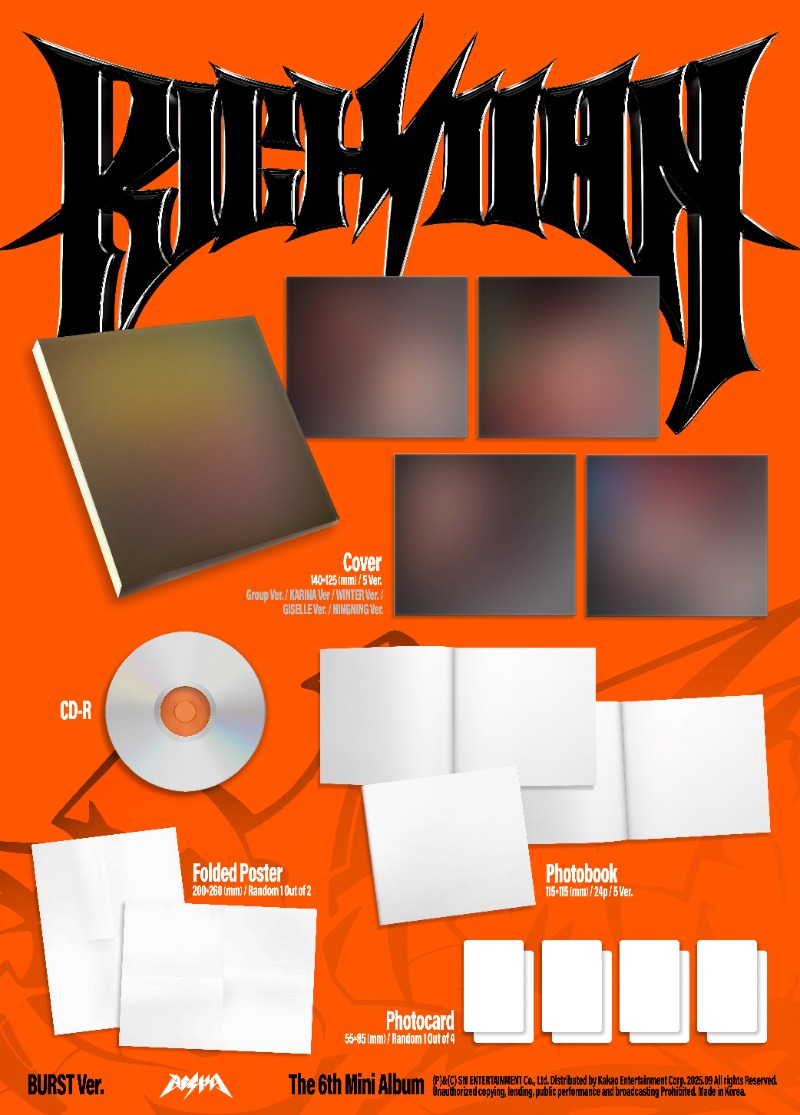 RICH MAN
Cover
140*125 (mm) / 5 Ver.
Group Ver. / KARINA Ver / WINTER Ver. /
GISELLE Ver. / NINGNING Ver.
CD-R
Folded Poster
200*260 (mm) / Random 1 Out of 2
Photobook
115*115 (mm) / 24p / 5 Ver.
Photocard
55*85 (mm) / Random 1 Out of 4
BURST Ver.
aespa
The 6th Mini Album
(P)&(C) SM ENTERTAINMENT Co., Ltd. Distributed by Kakao Entertainment Corp. 2025.09 All rights Reserved.
Unauthorized copying, lending, public performance and broadcasting Prohibited. Made in Korea.